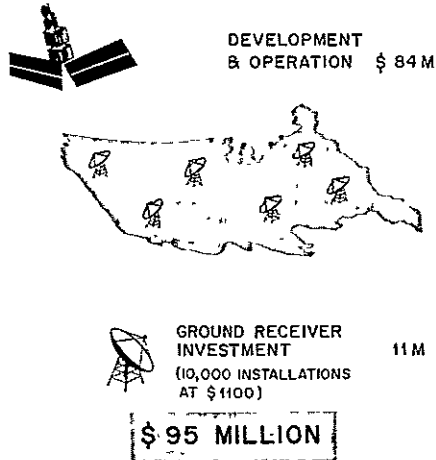 DEVELOPMENT
& OPERATION $ 84 M
GROUND RECEIVER
INVESTMENT 11 M
(10,000 INSTALLATIONS
AT $1100)
$ 95 MILLION